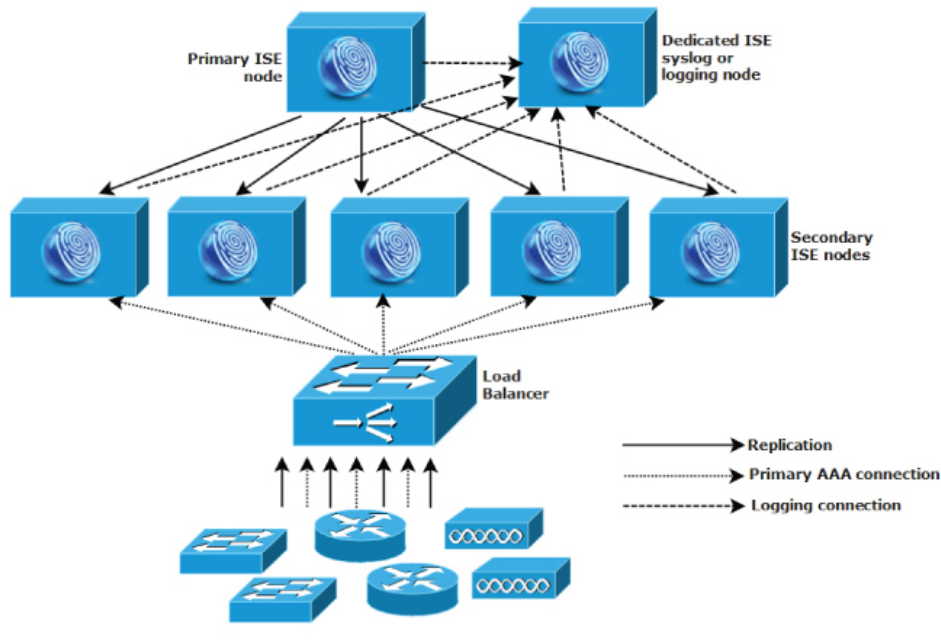 Primary ISE
node
Dedicated ISE
syslog or
logging node
Secondary
ISE nodes
Load
Balancer
Replication
Primary AAA connection
Logging connection